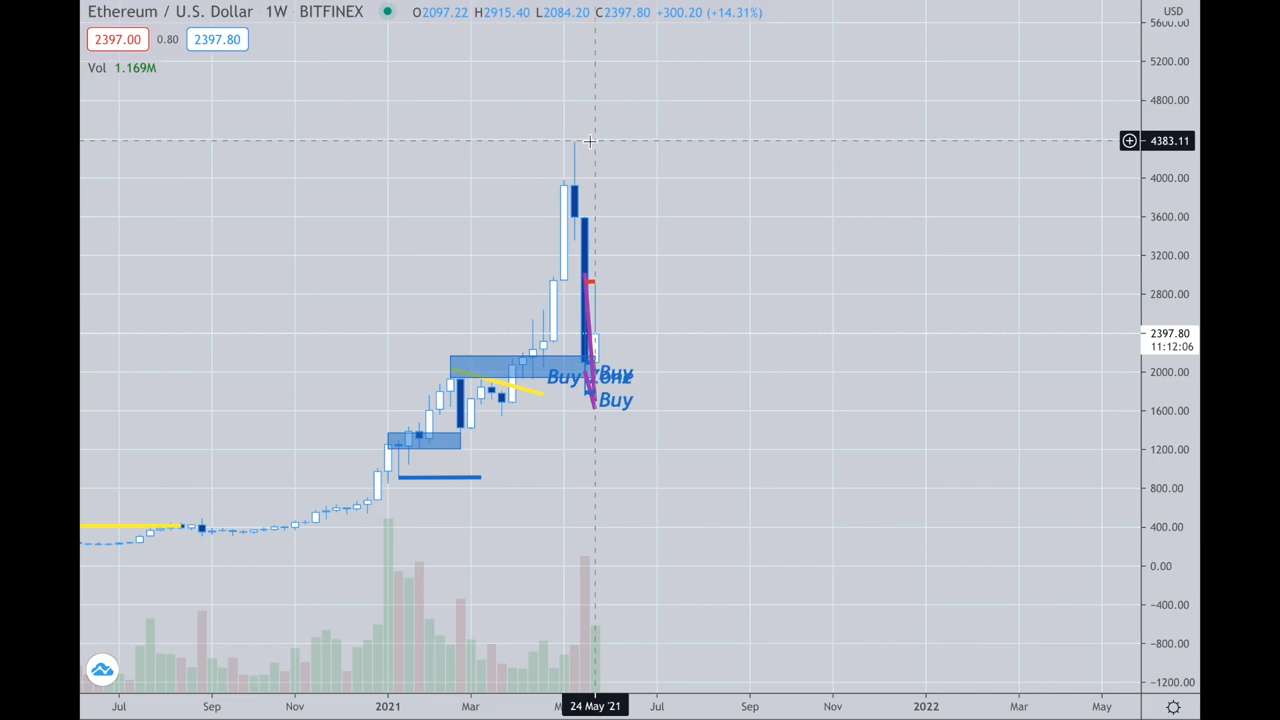 Ethereum / U.S. Dollar 1W BITFINEX O2097.22 H2915.40 L2084.20 C2397.80 +300.20 (+14.31%)
2397.00 0.80 2397.80
Vol 1.169M
USD
5600.00
5200.00
4800.00
4383.11
4000.00
3600.00
3200.00
2800.00
2397.80
11:12:06
2000.00
1600.00
1200.00
800.00
400.00
0.00
−400.00
−800.00
−1200.00
Buy Zone
Buy
Buy
Jul Sep Nov 2021 Mar 24 May '21 Jul Sep Nov 2022 Mar May